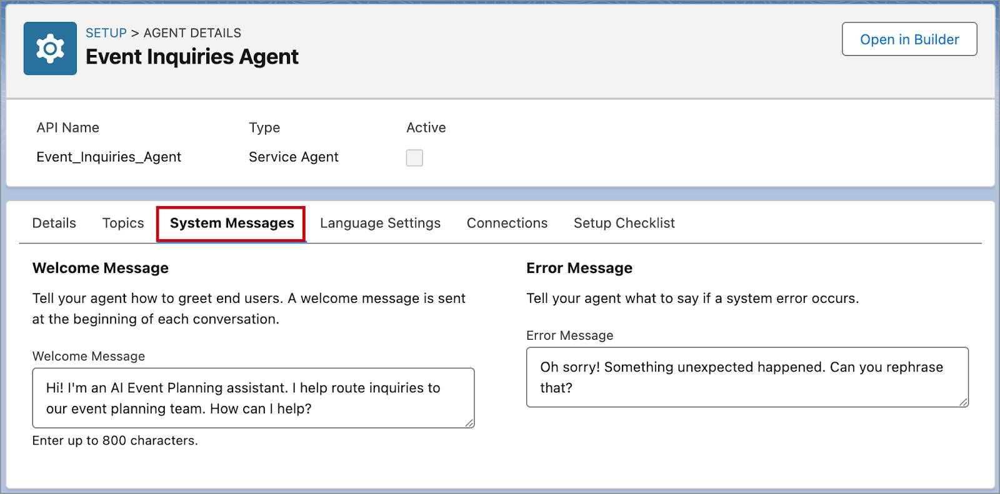 SETUP > AGENT DETAILS
Event Inquiries Agent
Open in Builder
API Name
Type
Active
Event_Inquiries_Agent
Service Agent
Details
Topics
System Messages
Language Settings
Connections
Setup Checklist
Welcome Message
Tell your agent how to greet end users. A welcome message is sent
at the beginning of each conversation.
Welcome Message
Hi! I'm an AI Event Planning assistant. I help route inquiries to
our event planning team. How can I help?
Enter up to 800 characters.
Error Message
Tell your agent what to say if a system error occurs.
Error Message
Oh sorry! Something unexpected happened. Can you rephrase
that?